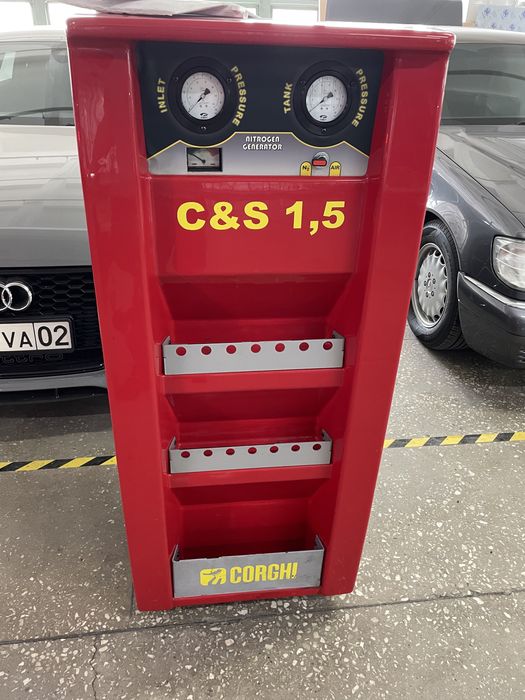 INLET PRESSURE
TANK PRESSURE
NITROGEN
GENERATOR
N₂ AIR
C&S 1,5
VA 02
CORGHI